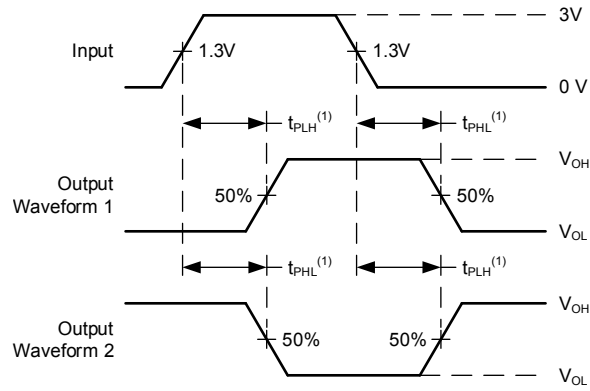 3V
Input
1.3V
1.3V
0 V
tPLH(1)
tPHL(1)
VOH
Output
Waveform 1
50%
50%
VOL
tPHL(1)
tPLH(1)
VOH
Output
Waveform 2
50%
50%
VOL